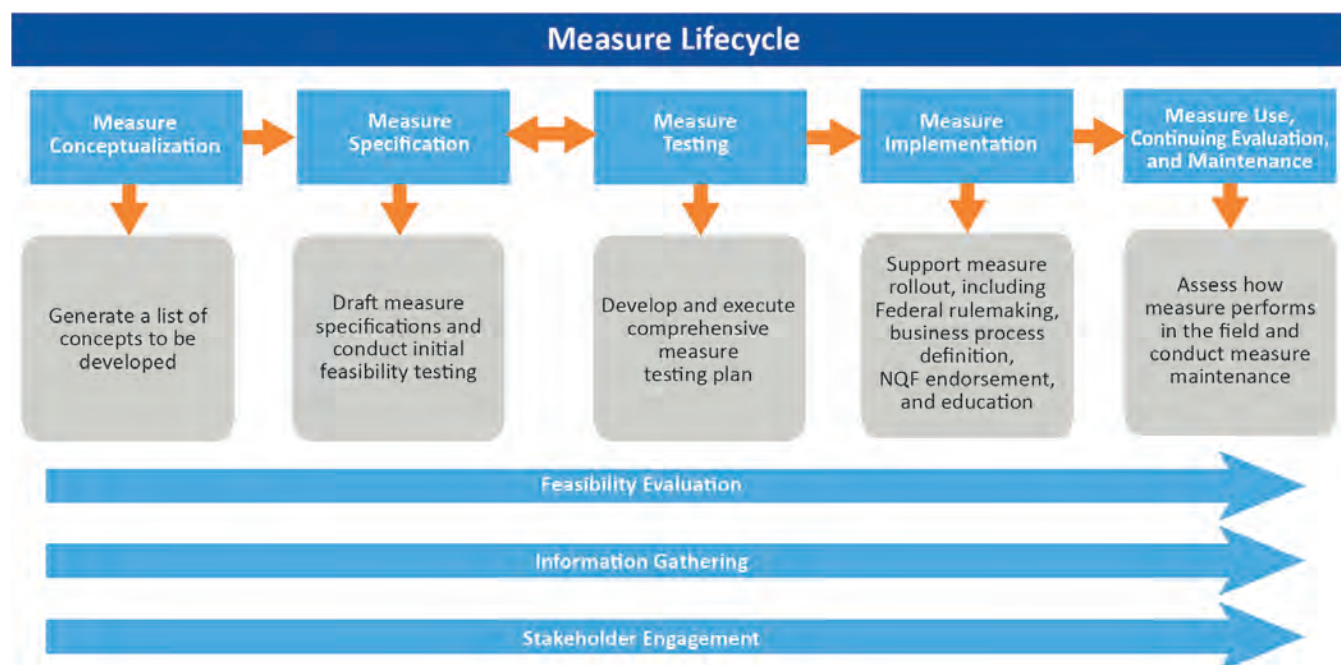 Measure Lifecycle
Measure
Conceptualization
Measure
Specification
Measure
Testing
Measure
Implementation
Measure Use,
Continuing Evaluation,
and Maintenance
Generate a list of
concepts to be
developed
Draft measure
specifications and
conduct initial
feasibility testing
Develop and execute
comprehensive
measure
testing plan
Support measure
rollout, including
Federal rulemaking,
business process
definition,
NQF endorsement,
and education
Assess how
measure performs
in the field and
conduct measure
maintenance
Feasibility Evaluation
Information Gathering
Stakeholder Engagement